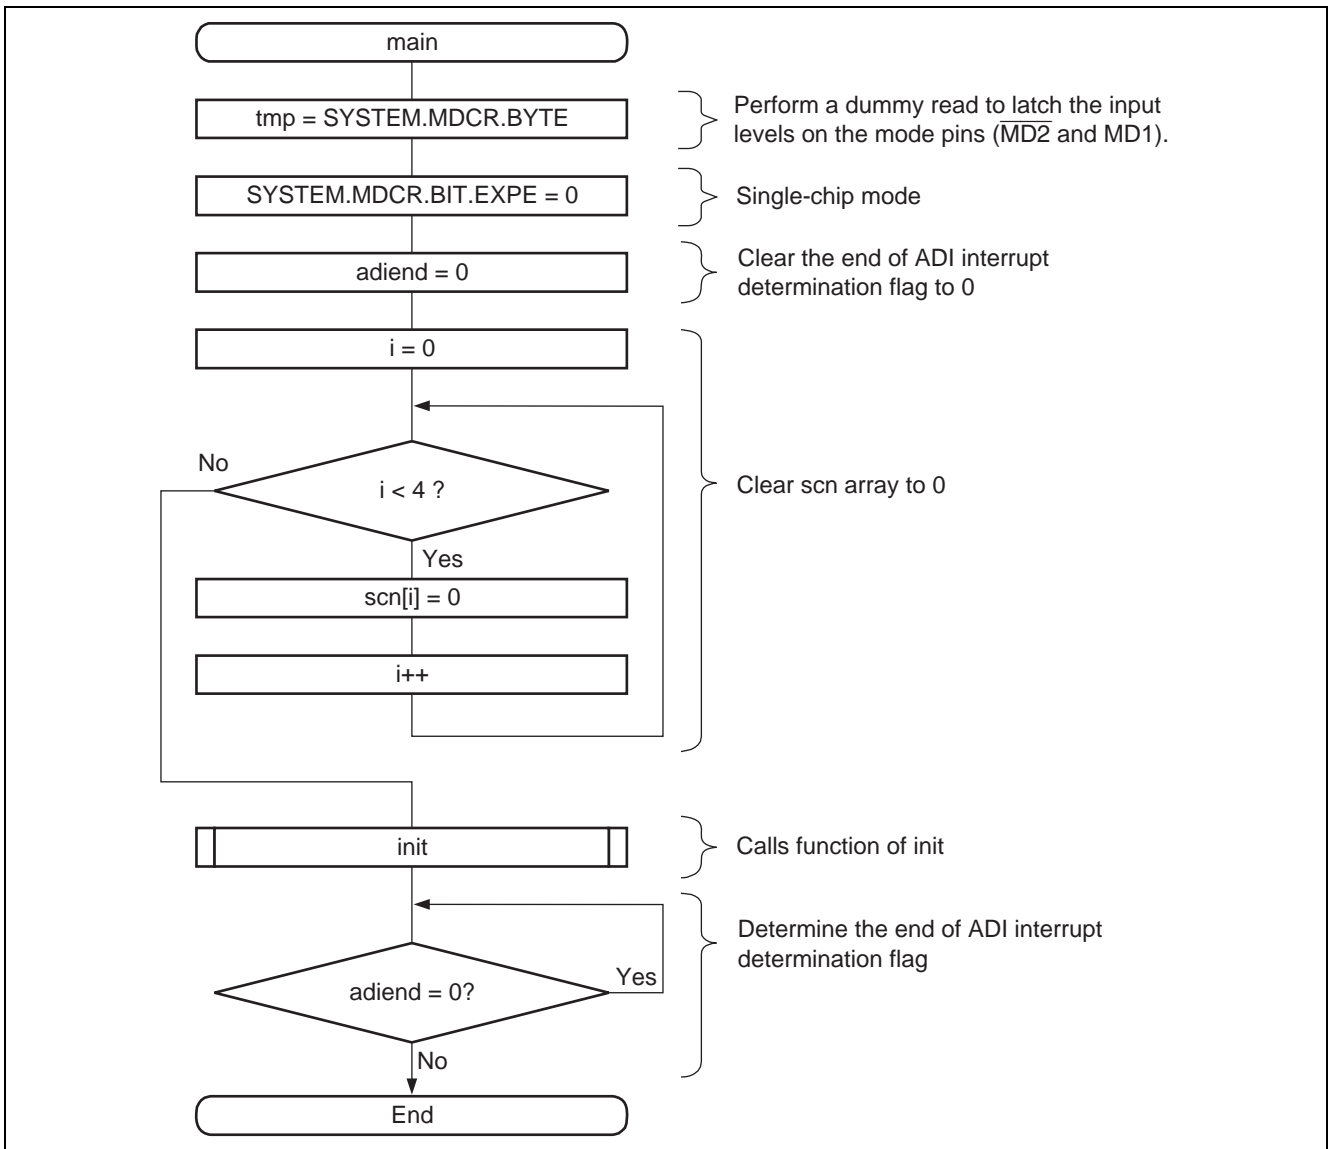 main
tmp = SYSTEM.MDCR.BYTE
Perform a dummy read to latch the input
levels on the mode pins (M̅D̅2̅ and MD1).
SYSTEM.MDCR.BIT.EXPE = 0
Single-chip mode
adiend = 0
Clear the end of ADI interrupt
determination flag to 0
i = 0
No
i < 4 ?
Clear scn array to 0
Yes
scn[i] = 0
i++
init
Calls function of init
Determine the end of ADI interrupt
determination flag
adiend = 0?
Yes
No
End